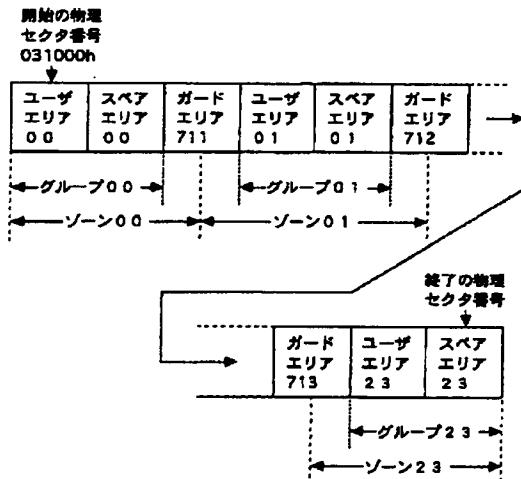 開始の物理
セクタ番号
031000h
ユーザ
エリア
00
スペア
エリア
00
ガード
エリア
711
ユーザ
エリア
01
スペア
エリア
01
ガード
エリア
712
グループ00
グループ01
ゾーン00
ゾーン01
終了の物理
セクタ番号
ガード
エリア
713
ユーザ
エリア
23
スペア
エリア
23
グループ23
ゾーン23